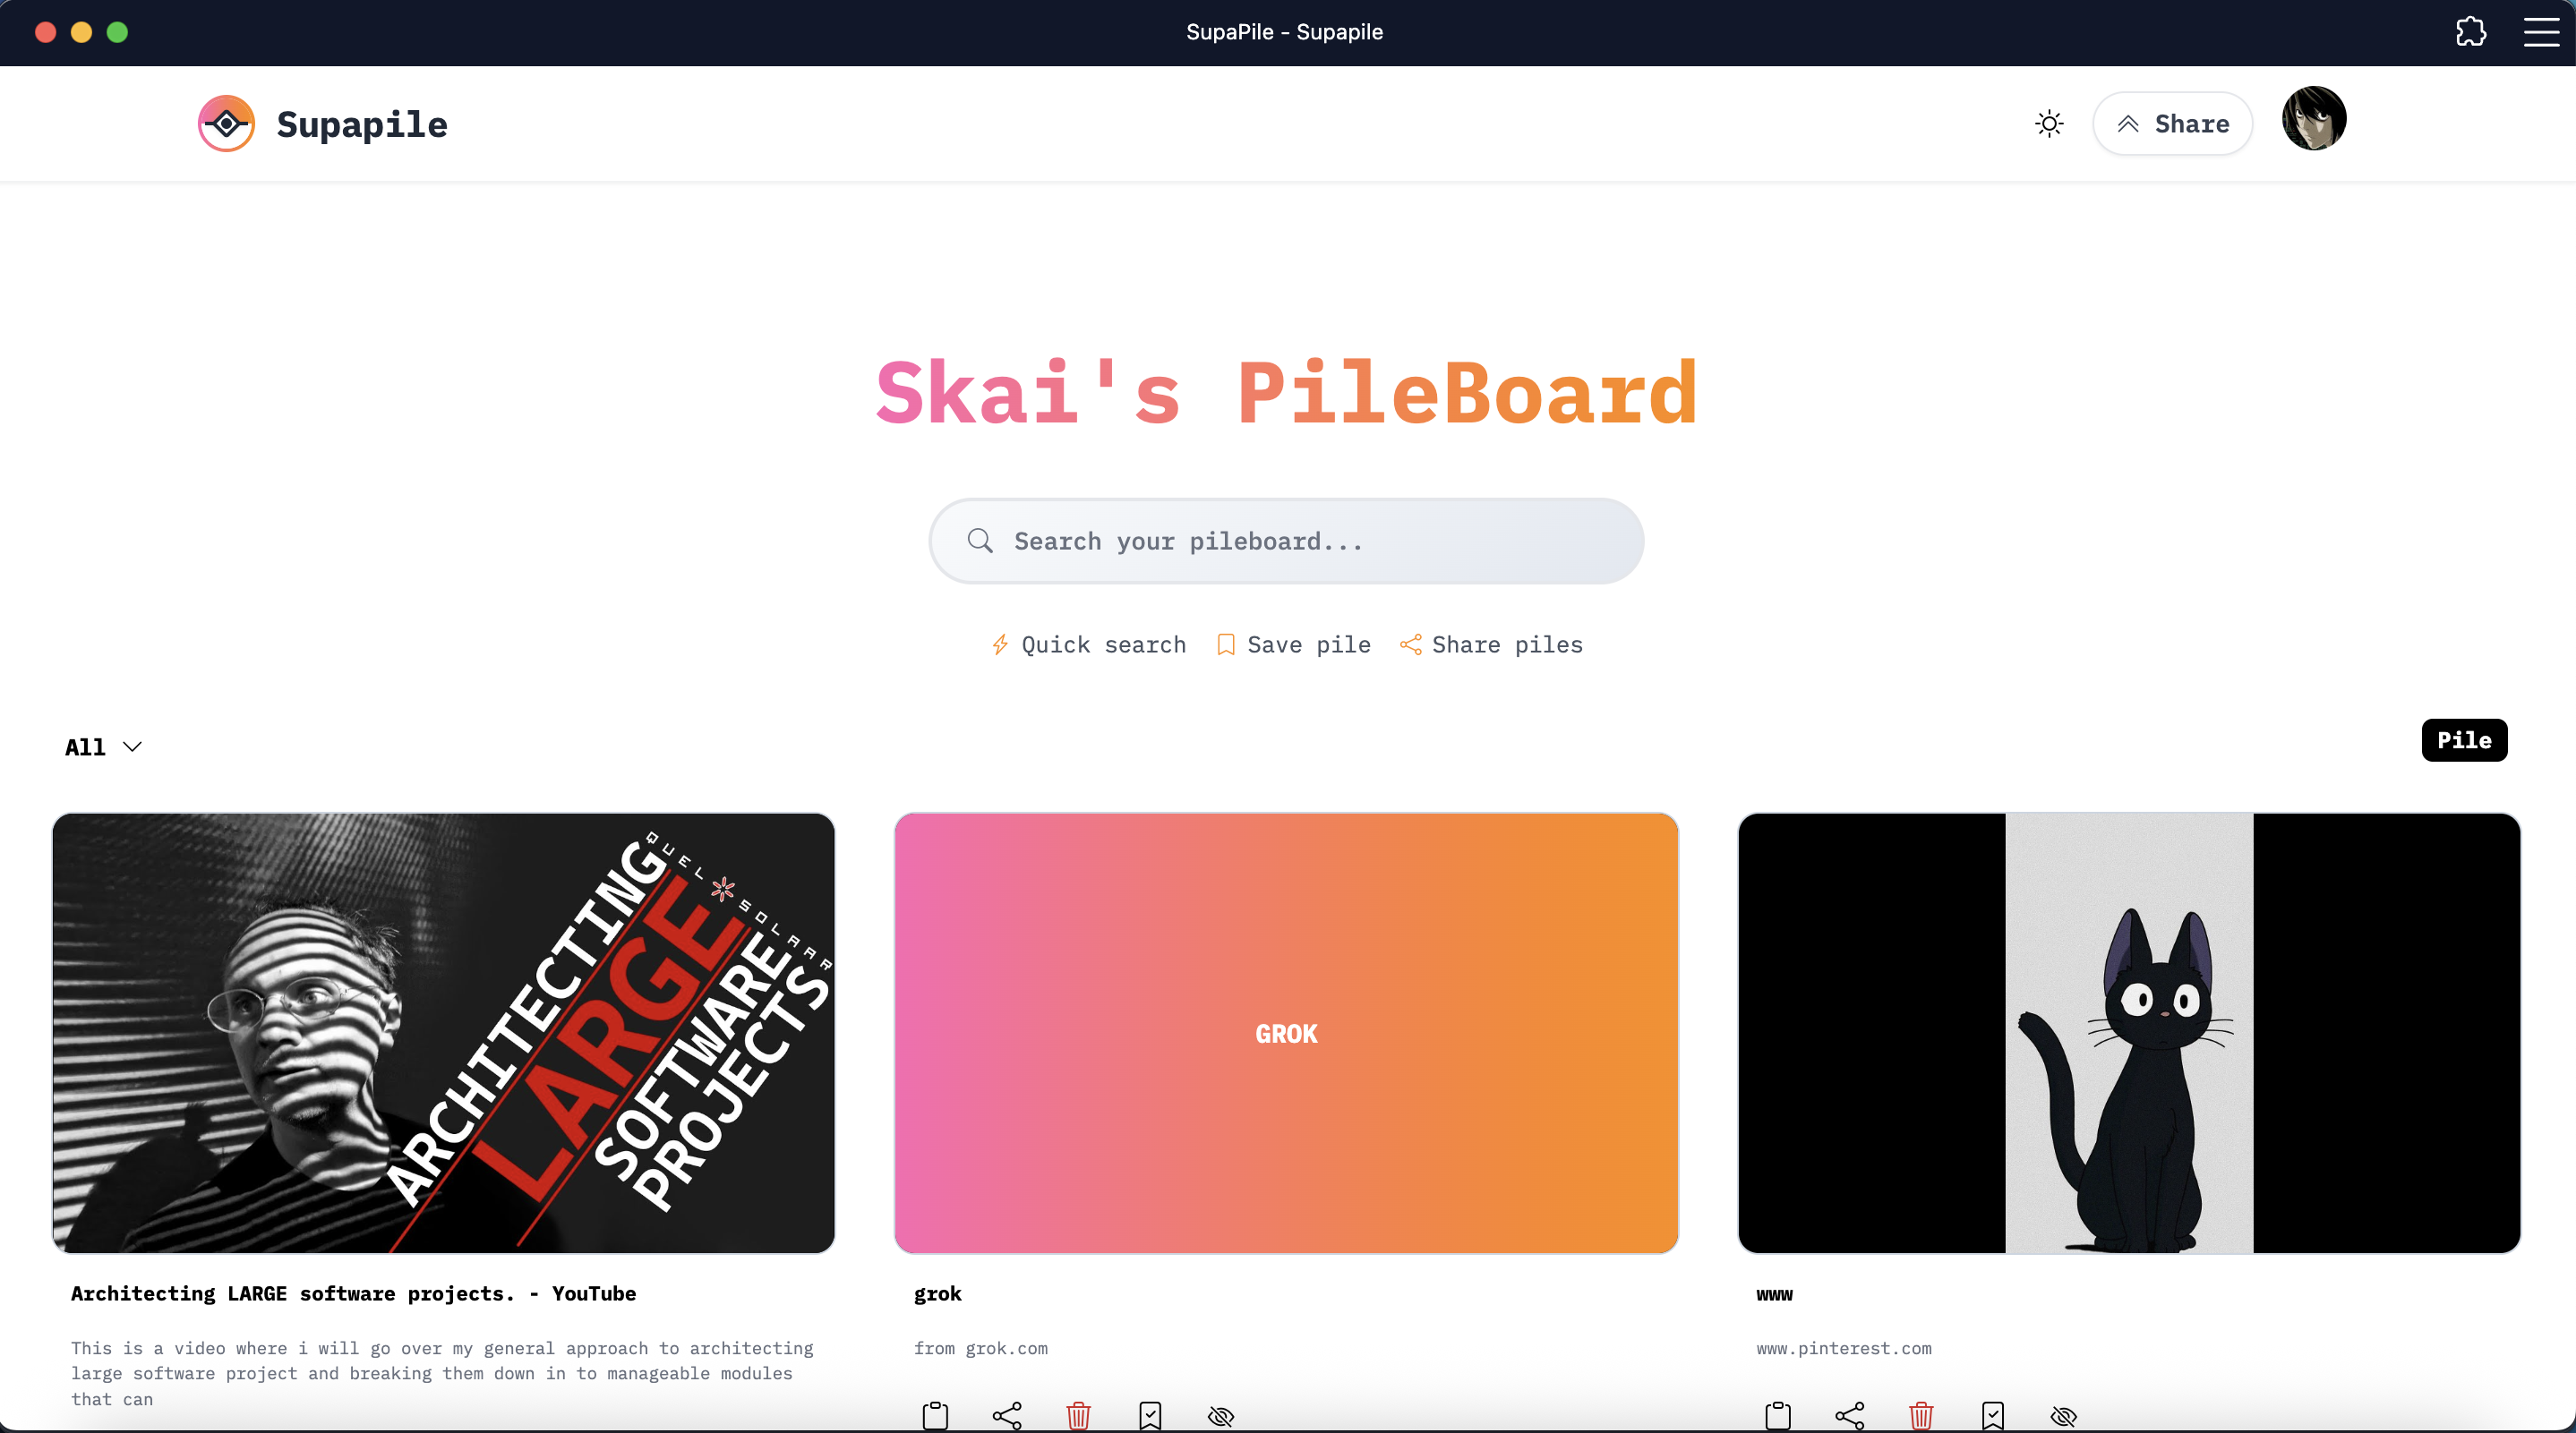 SupaPile - Supapile
Supapile
Share
Skai's PileBoard
Search your pileboard...
Quick search
Save pile
Share piles
All
Pile
QUEL SOLAAR
ARCHITECTING
LARGE
SOFTWARE
PROJECTS
GROK
Architecting LARGE software projects. - YouTube
This is a video where i will go over my general approach to architecting
large software project and breaking them down in to manageable modules
that can
grok
from grok.com
www
www.pinterest.com